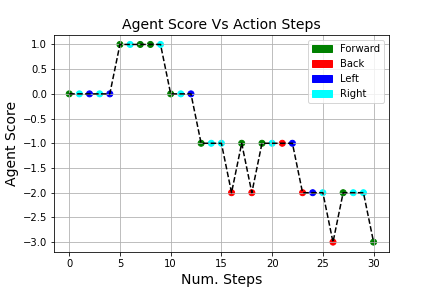 Agent Score Vs Action Steps
Agent Score
1.0
0.5
0.0
−0.5
−1.0
−1.5
−2.0
−2.5
−3.0
Forward
Back
Left
Right
0 5 10 15 20 25 30
Num. Steps